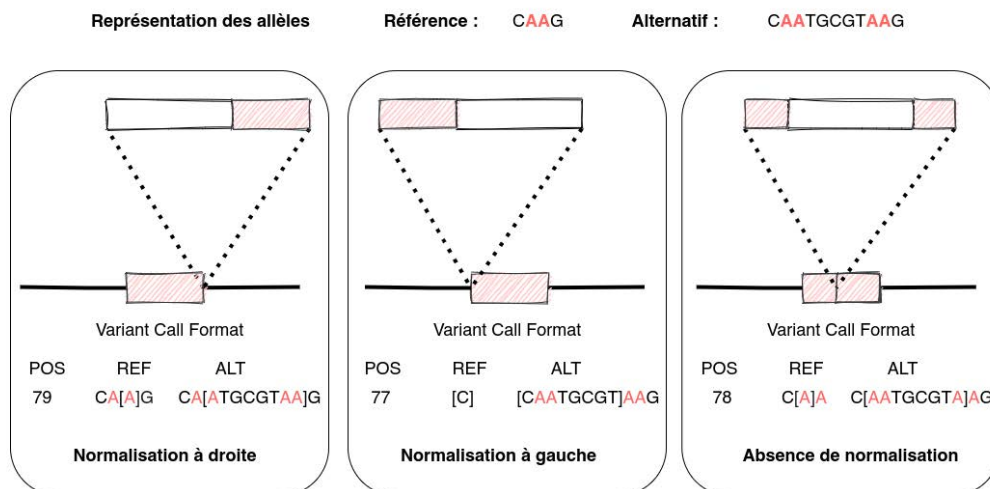 Représentation des allèles Référence : CAAG Alternatif : CAATGCGTAAG
Variant Call Format
POS REF ALT
79 CA[A]G CA[ATGCGTAA]G
Normalisation à droite
Variant Call Format
POS REF ALT
77 [C] [CAATGCGT]AAG
Normalisation à gauche
Variant Call Format
POS REF ALT
78 C[A]A C[AATGCGTA]AG
Absence de normalisation